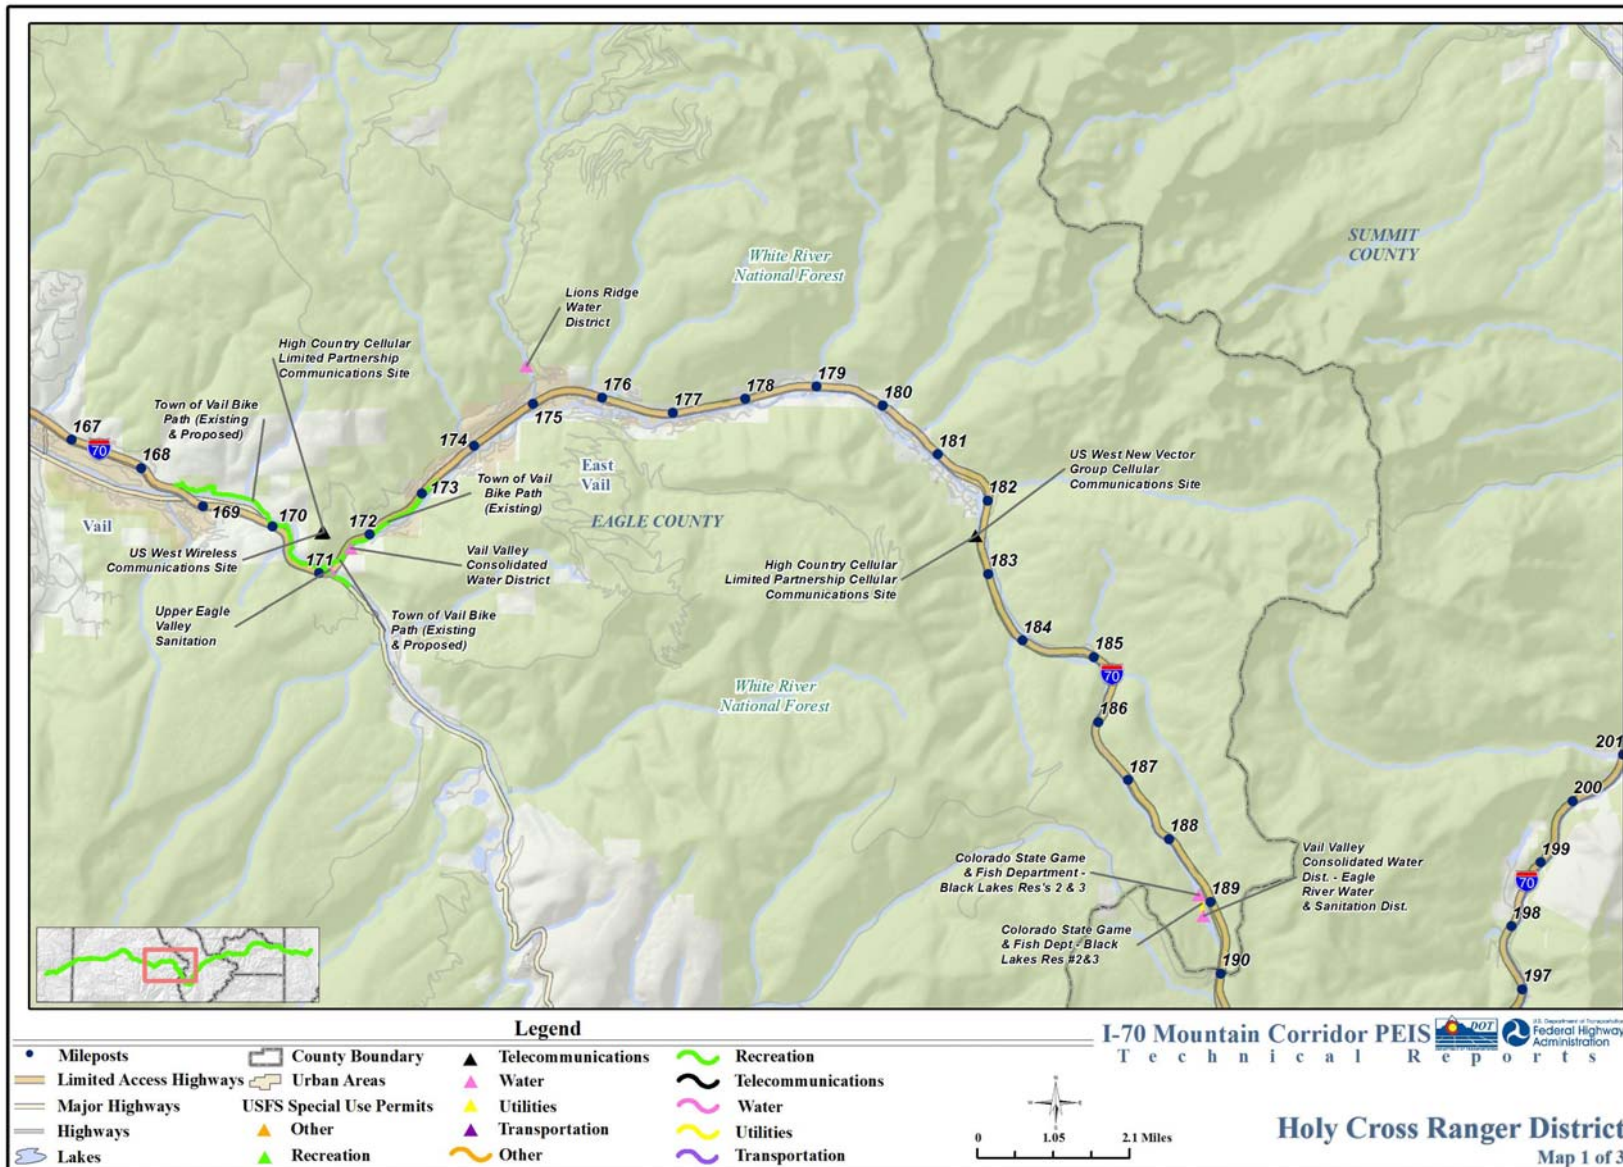 SUMMIT
COUNTY
White River
National Forest
Lions Ridge
Water
District
High Country Cellular
Limited Partnership
Communications Site
Town of Vail Bike
Path (Existing
& Proposed)
167
70
168
169
170
171
172
173
174
175
176
177
178
179
180
181
182
183
184
185
70
186
187
188
189
190
US West New Vector
Group Cellular
Communications Site
East
Vail
Town of Vail
Bike Path
(Existing)
EAGLE COUNTY
Vail
US West Wireless
Communications Site
Vail Valley
Consolidated
Water District
High Country Cellular
Limited Partnership Cellular
Communications Site
Upper Eagle
Valley
Sanitation
Town of Vail Bike
Path (Existing
& Proposed)
White River
National Forest
201
200
199
70
198
197
Colorado State Game
& Fish Department -
Black Lakes Res's 2 & 3
Vail Valley
Consolidated Water
Dist. - Eagle
River Water
& Sanitation Dist.
Colorado State Game
& Fish Dept - Black
Lakes Res #2&3
Legend
Mileposts
Limited Access Highways
Major Highways
Highways
Lakes
County Boundary
Urban Areas
USFS Special Use Permits
Other
Recreation
Telecommunications
Water
Utilities
Transportation
Other
Recreation
Telecommunications
Water
Utilities
Transportation
0 1.05 2.1 Miles
I-70 Mountain Corridor PEIS
Technical Reports
DOT
U.S. Department of Transportation
Federal Highway
Administration
Holy Cross Ranger District
Map 1 of 3